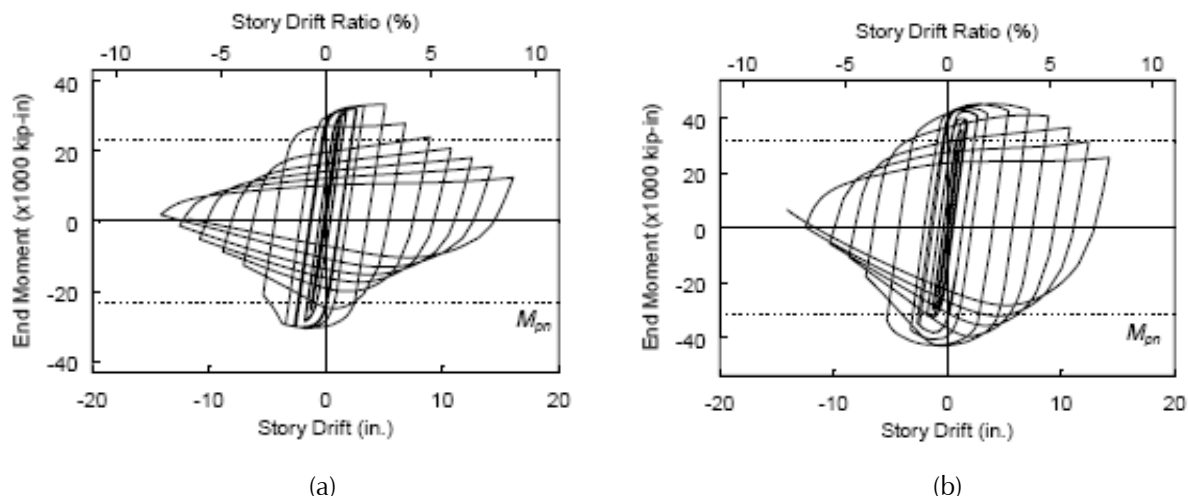 Story Drift Ratio (%)
-10 -5 0 5 10
End Moment (x1000 kip-in)
40
20
0
-20
-40
Mpn
-20 -10 0 10 20
Story Drift (in.)
(a)
Story Drift Ratio (%)
-10 -5 0 5 10
End Moment (x1000 kip-in)
40
20
0
-20
-40
Mpn
-20 -10 0 10 20
Story Drift (in.)
(b)